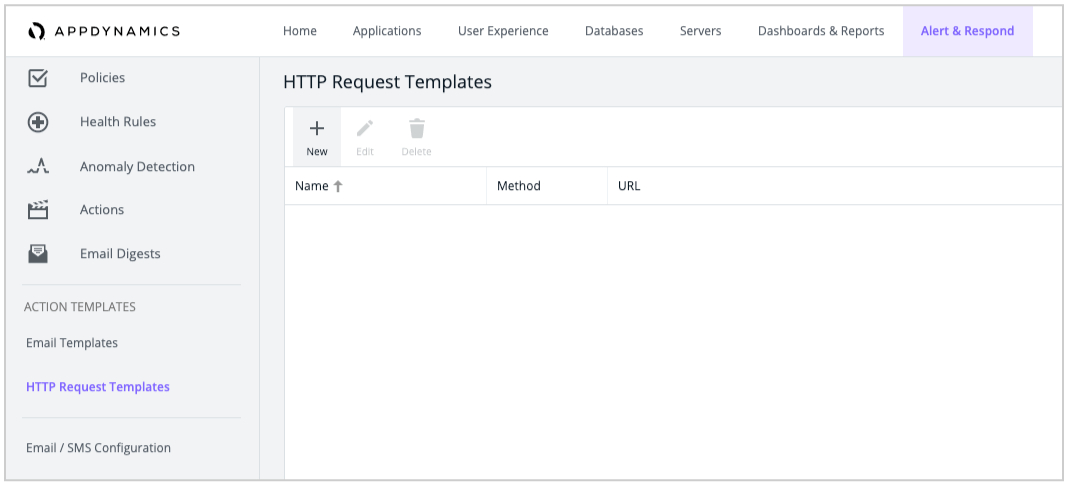 APPDYNAMICS Home Applications User Experience Databases Servers Dashboards & Reports Alert & Respond
Policies
Health Rules
Anomaly Detection
Actions
Email Digests
ACTION TEMPLATES
Email Templates
HTTP Request Templates
Email / SMS Configuration
HTTP Request Templates
New Edit Delete
Name Method URL